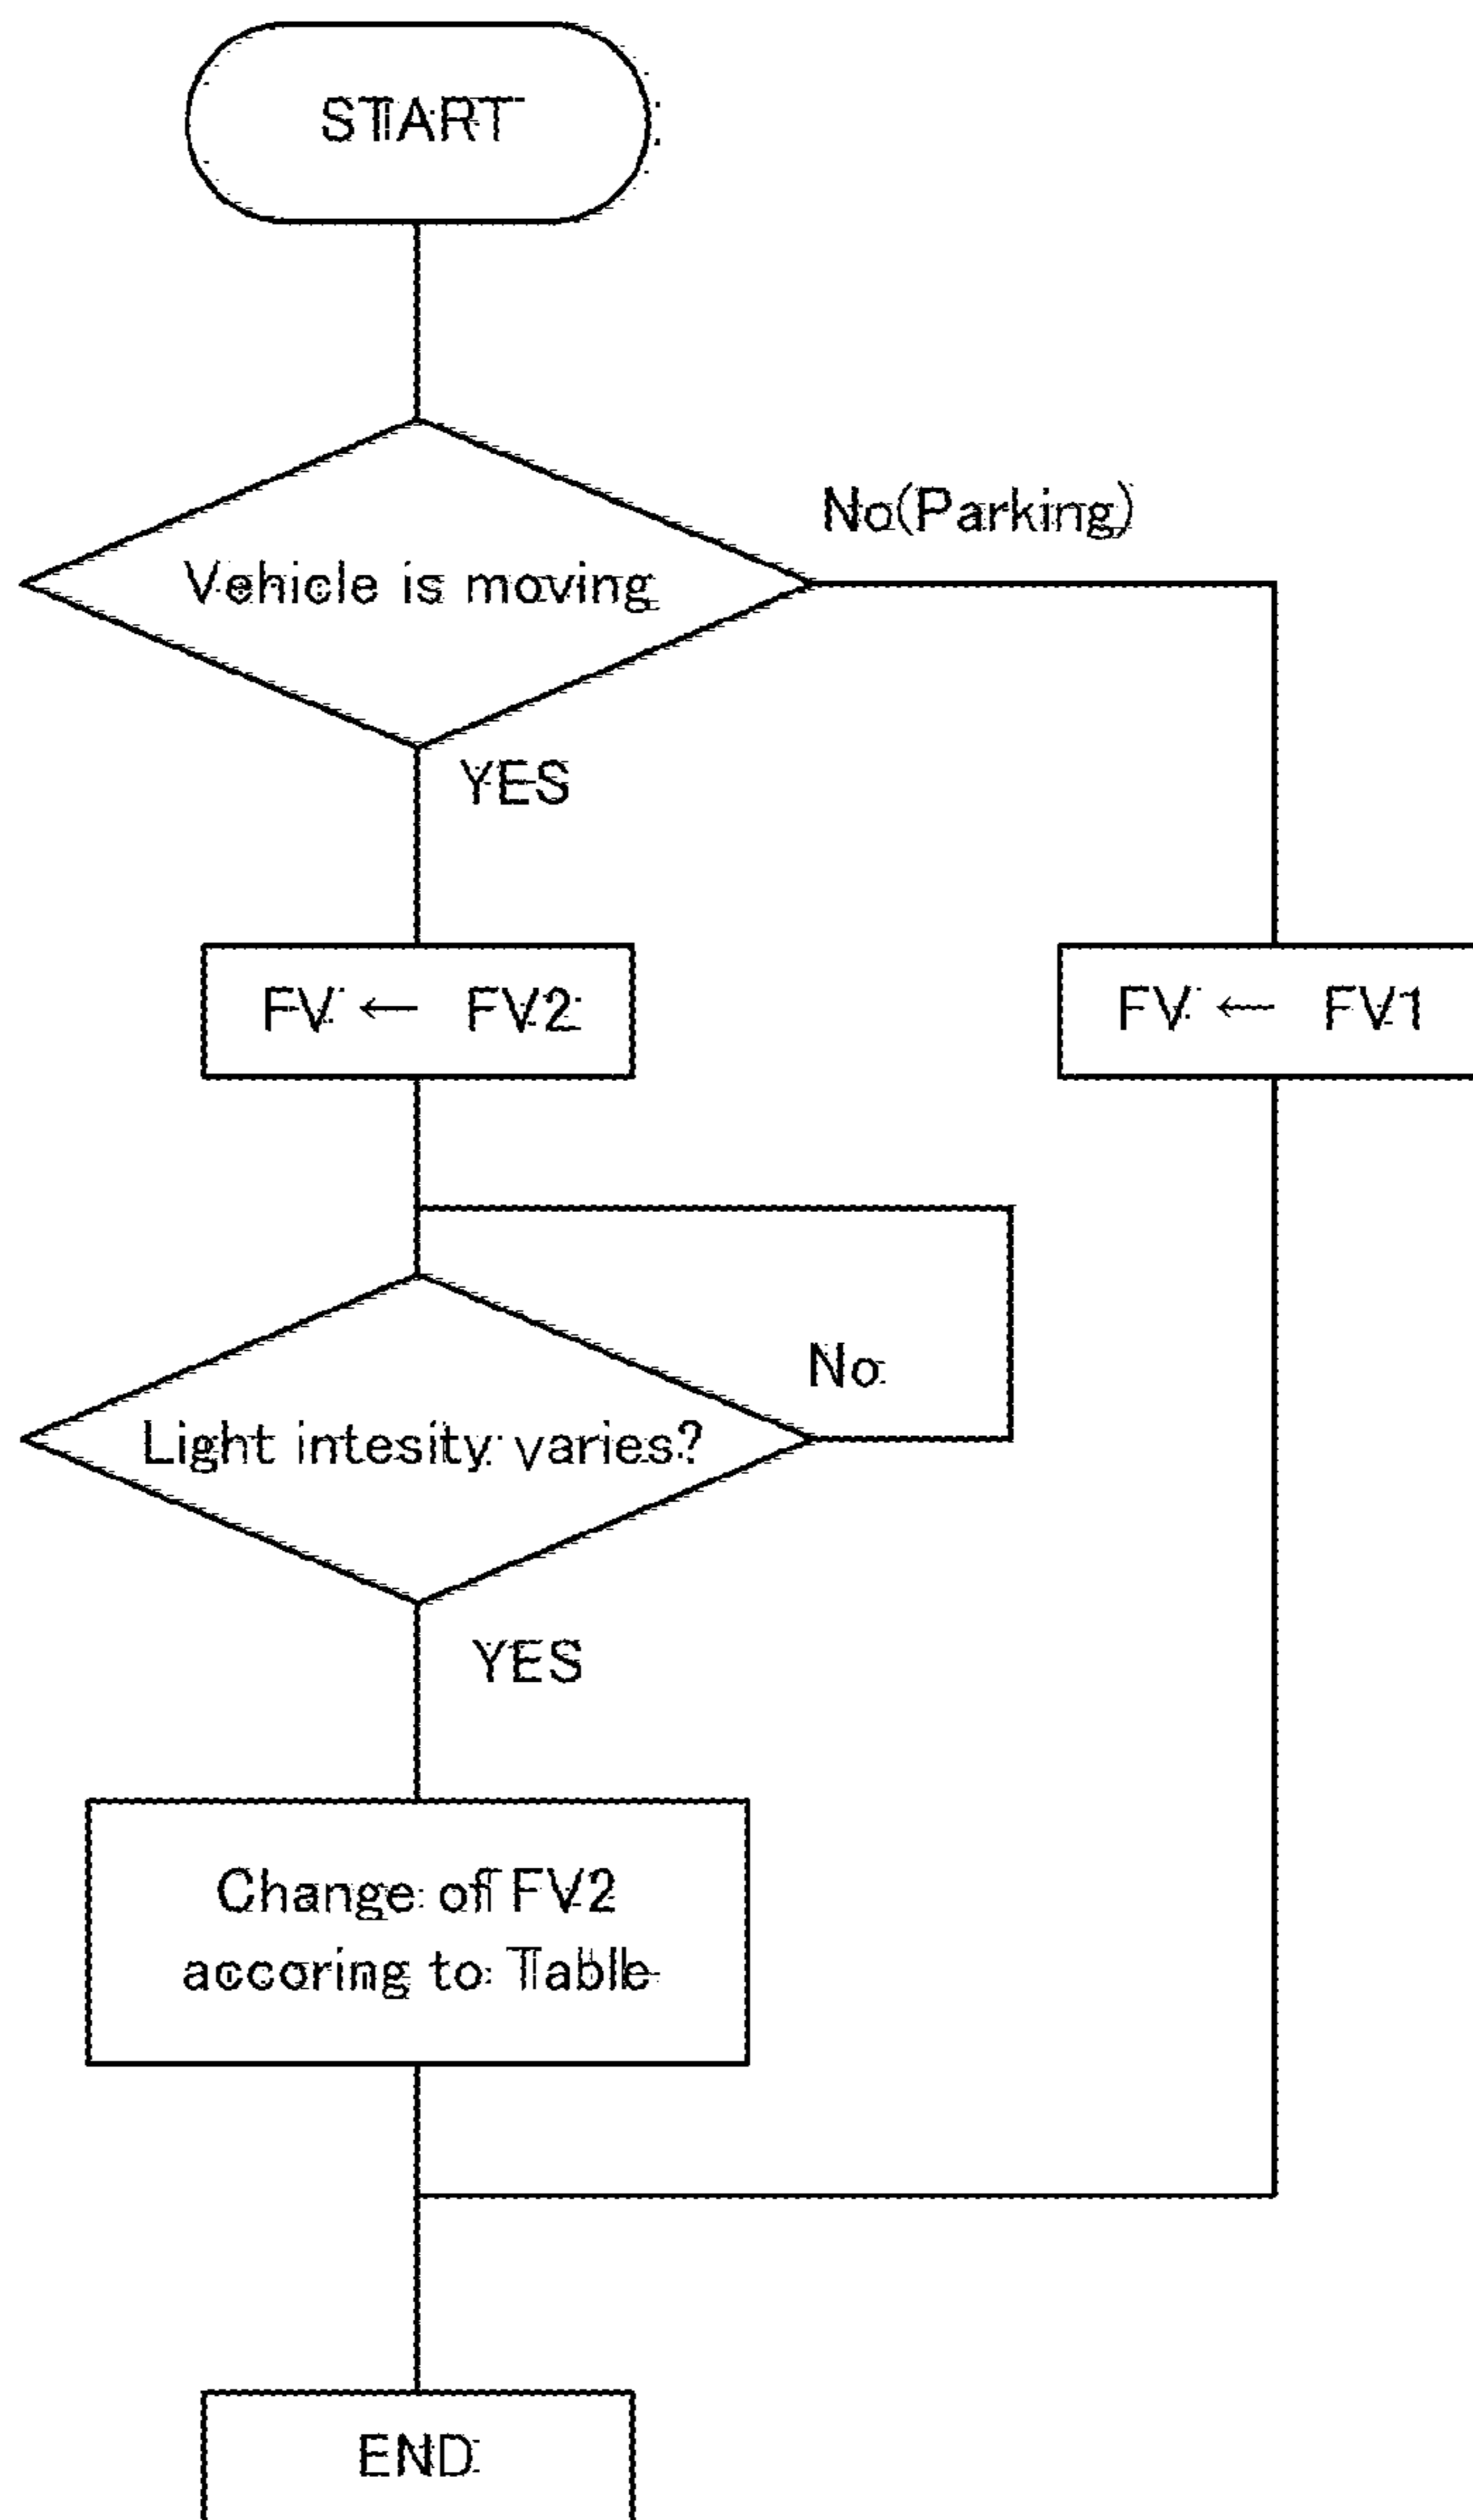 START
Vehicle is moving
No(Parking)
YES
FV ← FV2
FV ← FV1
No
Light intesity varies?
YES
Change of FV2
accoring to Table
END